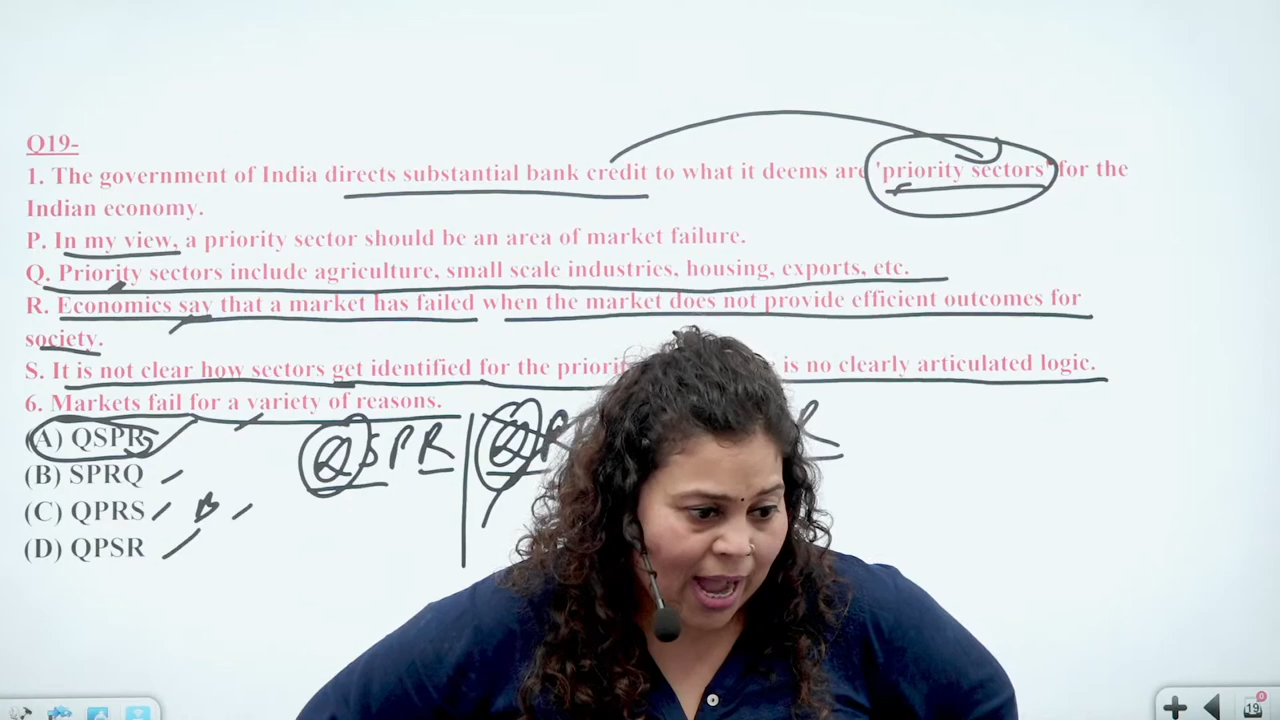 Q19-
1. The government of India directs substantial bank credit to what it deems are 'priority sectors' for the
Indian economy.
P. In my view, a priority sector should be an area of market failure.
Q. Priority sectors include agriculture, small scale industries, housing, exports, etc.
R. Economics say that a market has failed when the market does not provide efficient outcomes for
society.
S. It is not clear how sectors get identified for the is no clearly articulated logic.
6. Markets fail for a variety of reasons.
(A) QSPR
QSPR
(B) SPRQ
(C) QPRS
(D) QPSR
19